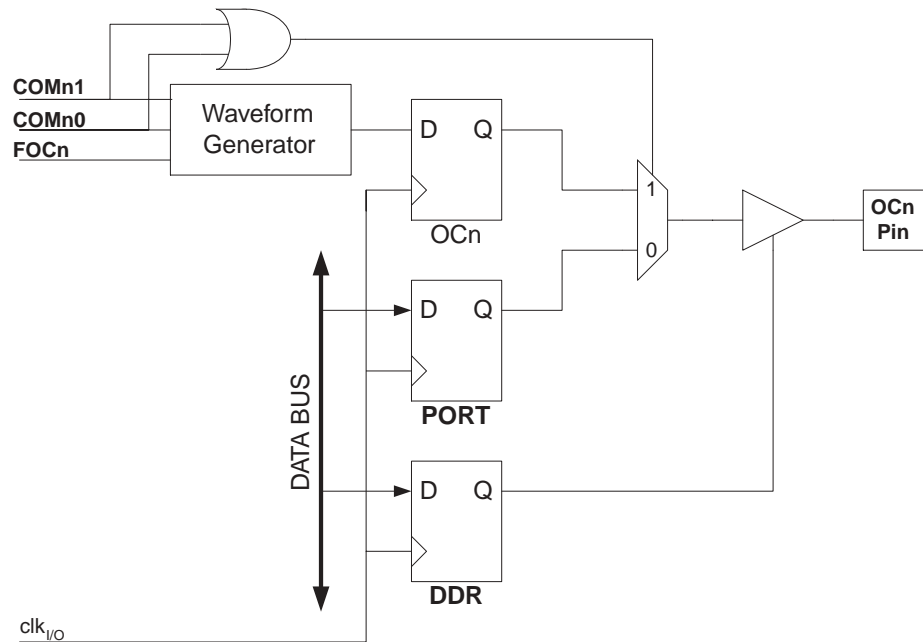 COMn1
COMn0
FOCn
Waveform
Generator
D Q
OCn
1
0
OCn
Pin
D Q
PORT
DATA BUS
D Q
DDR
clkI/O